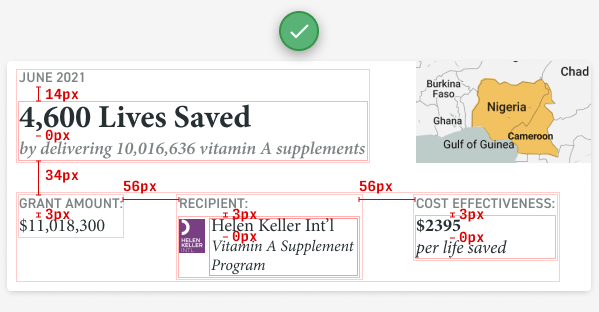 JUNE 2021
14px
4,600 Lives Saved
0px
by delivering 10,016,636 vitamin A supplements
34px
56px
56px
GRANT AMOUNT:
3px
$11,018,300
RECIPIENT:
3px
HELEN
KELLER
INTL
Helen Keller Int'l
0px
Vitamin A Supplement
Program
COST EFFECTIVENESS:
3px
$2395
0px
per life saved
Chad
Burkina
Faso
Nigeria
Ghana
Cameroon
Gulf of Guinea